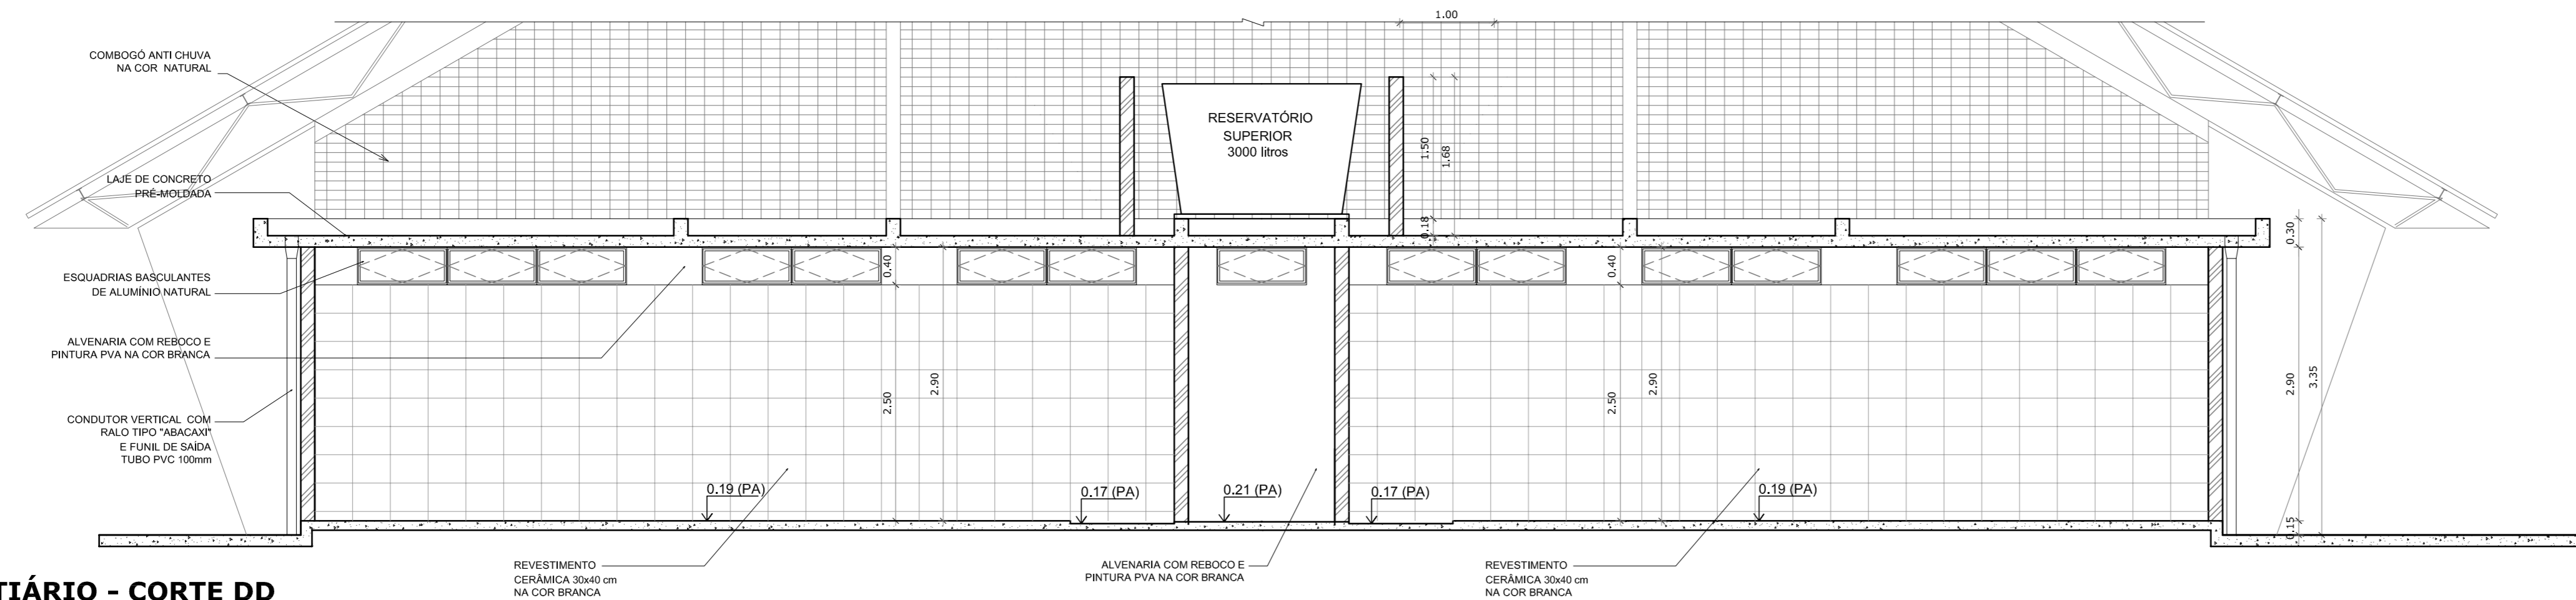 1.00
COMBOGÓ ANTI CHUVA
NA COR NATURAL
RESERVATÓRIO
SUPERIOR
3000 litros
1.50
1.68
0.18
LAJE DE CONCRETO
PRÉ-MOLDADA
0.30
ESQUADRIAS BASCULANTES
DE ALUMÍNIO NATURAL
0.40
0.40
ALVENARIA COM REBOCO E
PINTURA PVA NA COR BRANCA
2.50
2.90
2.50
2.90
2.90
3.35
CONDUTOR VERTICAL COM
RALO TIPO "ABACAXI"
E FUNIL DE SAÍDA
TUBO PVC 100mm
0.19 (PA)
0.17 (PA)
0.21 (PA)
0.17 (PA)
0.19 (PA)
0.15
REVESTIMENTO
CERÂMICA 30x40 cm
NA COR BRANCA
ALVENARIA COM REBOCO E
PINTURA PVA NA COR BRANCA
REVESTIMENTO
CERÂMICA 30x40 cm
NA COR BRANCA
TIÁRIO - CORTE DD